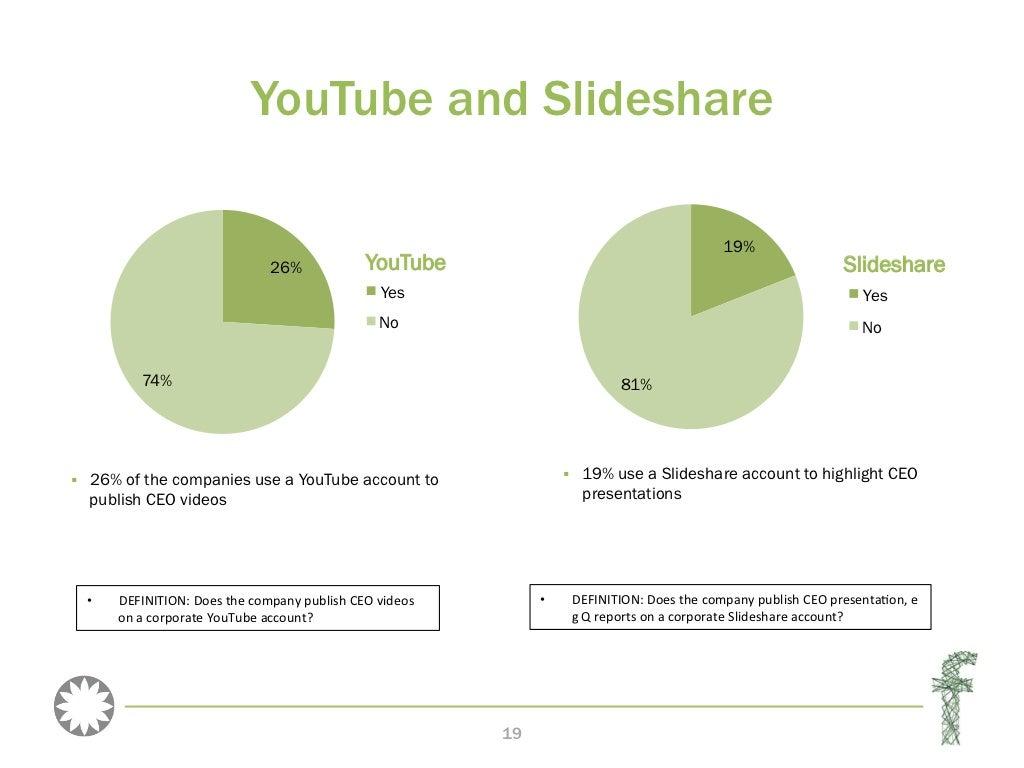 YouTube and Slideshare
26%
74%
YouTube
Yes
No
▪ 26% of the companies use a YouTube account to
publish CEO videos
• DEFINITION: Does the company publish CEO videos
on a corporate YouTube account?
19%
81%
Slideshare
Yes
No
▪ 19% use a Slideshare account to highlight CEO
presentations
• DEFINITION: Does the company publish CEO presentation, e
g Q reports on a corporate Slideshare account?
f
19